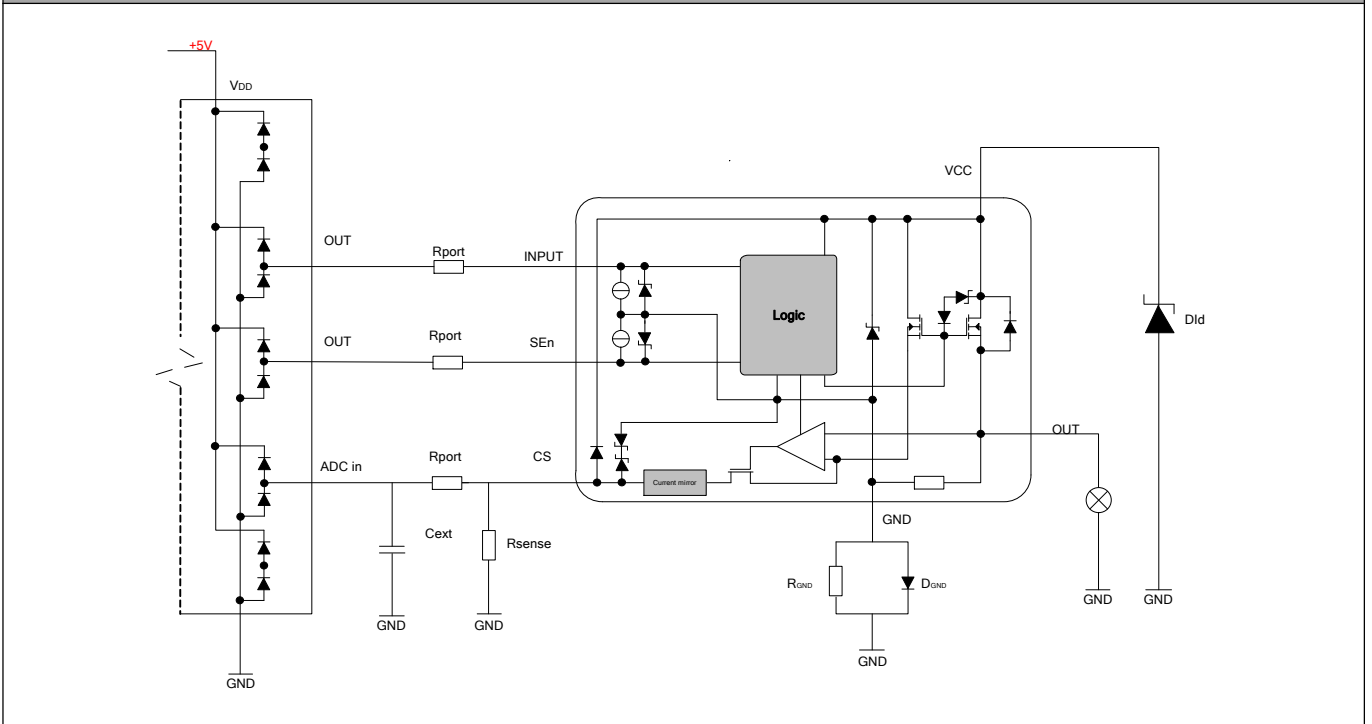 +5V
VDD
VCC
OUT
Rport
INPUT
Logic
Dld
OUT
Rport
SEn
OUT
ADC in
Rport
CS
Current mirror
GND
Cext
Rsense
RGND
DGND
GND
GND
GND
GND
GND
GND